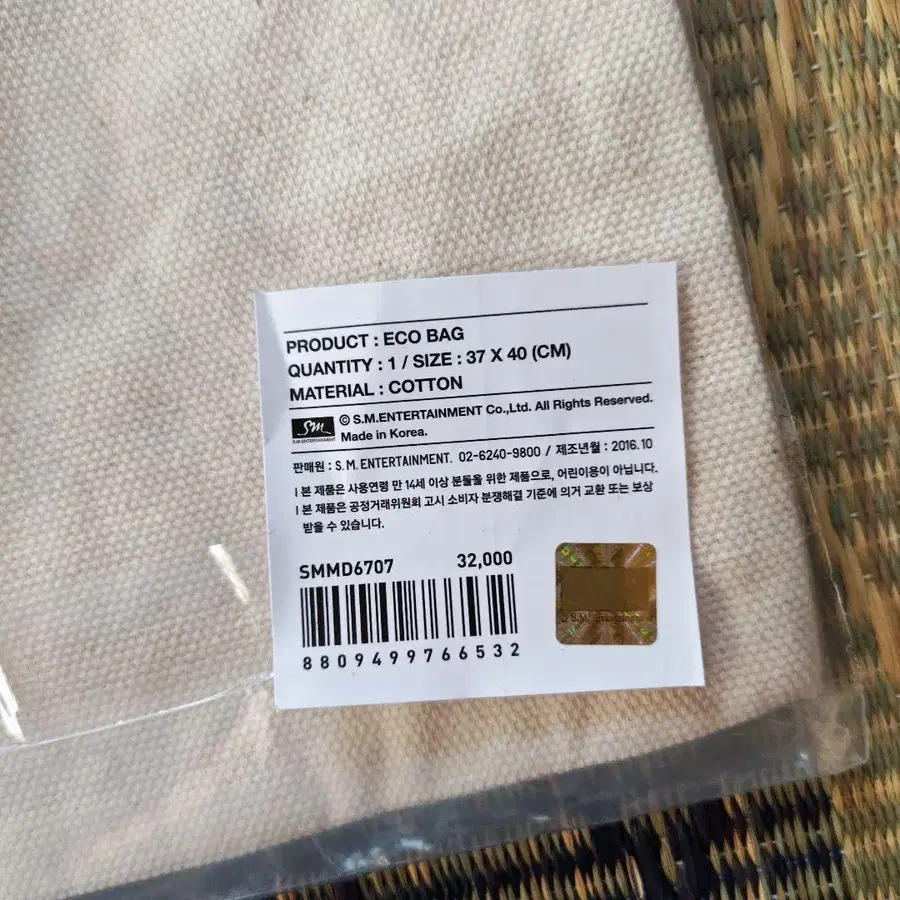 PRODUCT : ECO BAG
QUANTITY : 1 / SIZE : 37 X 40 (CM)
MATERIAL : COTTON
SM
S.M.ENTERTAINMENT
© S.M.ENTERTAINMENT Co.,Ltd. All Rights Reserved.
Made in Korea.
판매원 : S.M.ENTERTAINMENT. 02-6240-9800 / 제조년월 : 2016.10
l 본 제품은 사용연령 만 14세 이상 분들을 위한 제품으로, 어린이용이 아닙니다.
l 본 제품은 공정거래위원회 고시 소비자 분쟁해결 기준에 의거 교환 또는 보상
받을 수 있습니다.
SMMD6707 32,000
8809499766532